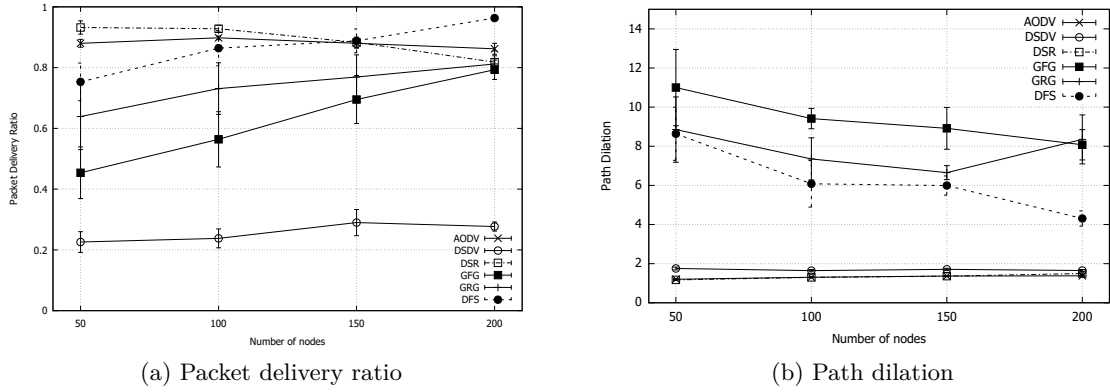 1
0.8
0.6
0.4
0.2
0
Packet Delivery Ratio
50
100
150
200
Number of nodes
AODV
DSDV
DSR
GFG
GRG
DFS
(a) Packet delivery ratio
14
12
10
8
6
4
2
0
Path Dilation
50
100
150
200
Number of nodes
AODV
DSDV
DSR
GFG
GRG
DFS
(b) Path dilation